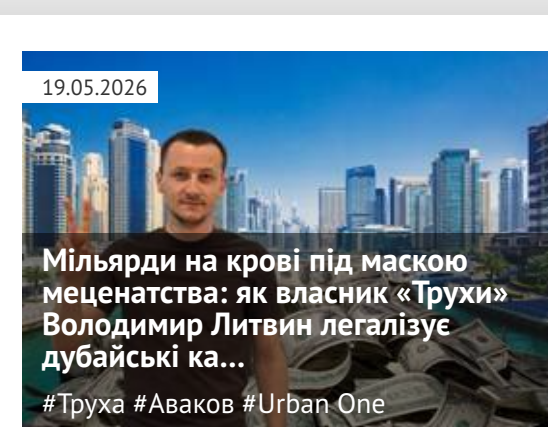 19.05.2026
Мільярди на крові під маскою
меценатства: як власник «Трухи»
Володимир Литвин легалізує
дубайські ка...
#Труха #Аваков #Urban One